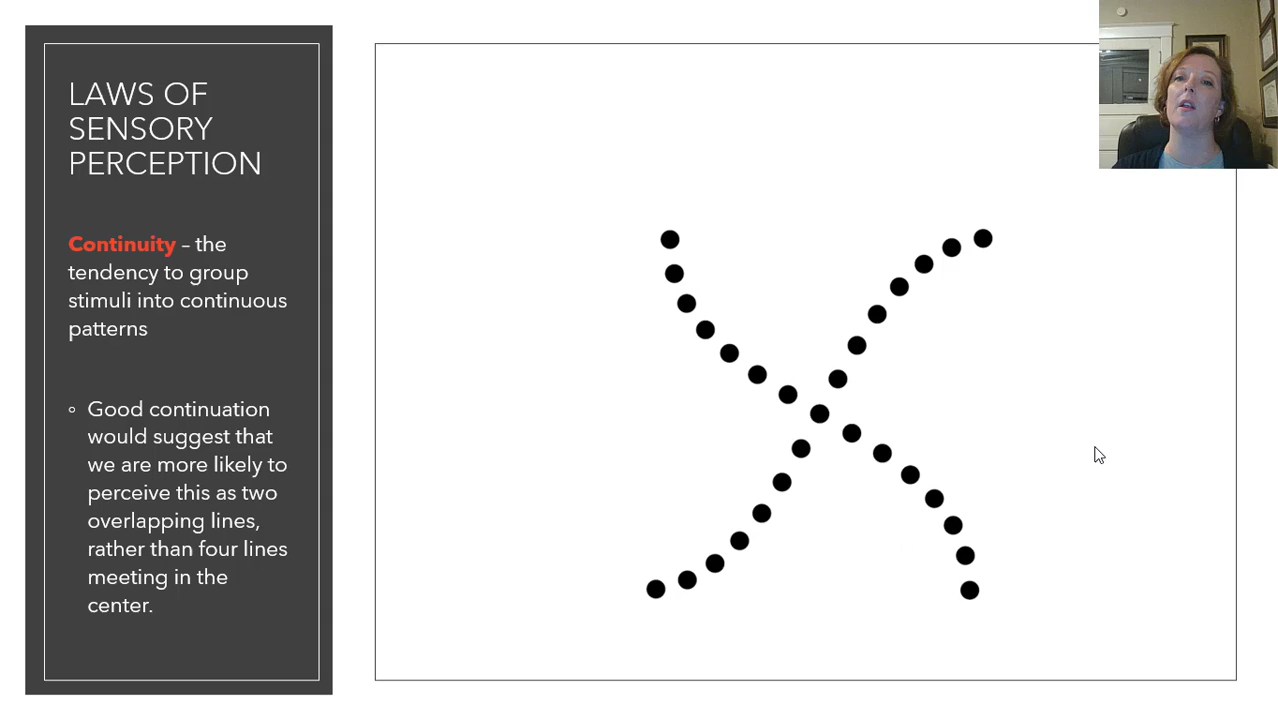 LAWS OF
SENSORY
PERCEPTION
Continuity – the
tendency to group
stimuli into continuous
patterns
◦ Good continuation
would suggest that
we are more likely to
perceive this as two
overlapping lines,
rather than four lines
meeting in the
center.